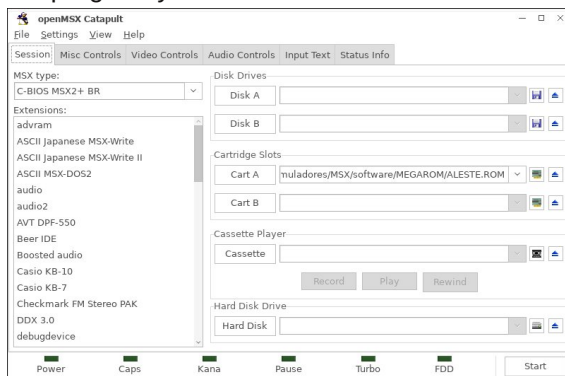 openMSX Catapult
File Settings View Help
Session Misc Controls Video Controls Audio Controls Input Text Status Info
MSX type:
C-BIOS MSX2+ BR
Extensions:
advram
ASCII Japanese MSX-Write
ASCII Japanese MSX-Write II
ASCII MSX-DOS2
audio
audio2
AVT DPF-550
Beer IDE
Boosted audio
Casio KB-10
Casio KB-7
Checkmark FM Stereo PAK
DDX 3.0
debugdevice
Disk Drives
Disk A
Disk B
Cartridge Slots
Cart A nuladores/MSX/software/MEGAROM/ALESTE.ROM
Cart B
Cassette Player
Cassette
Record Play Rewind
Hard Disk Drive
Hard Disk
Power Caps Kana Pause Turbo FDD Start